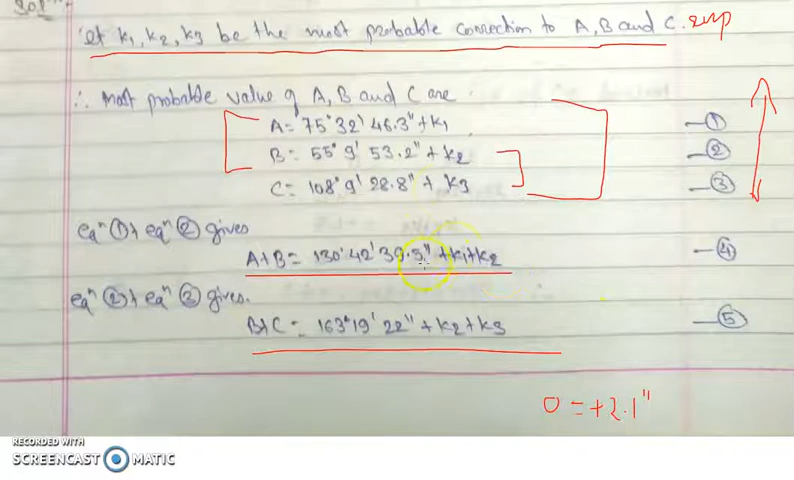 Solⁿ
let k1, k2, k3 be the most probable correction to A, B and C. resp
∴ most probable value of A, B and C are
A = 75° 32' 46.3" + k1 —①
B = 55° 9' 53.2" + k2 —②
C = 108° 9' 28.8" + k3 —③
eqⁿ ① + eqⁿ ② gives
A+B = 130° 42' 39.5" + k1 + k2 —④
eqⁿ ② + eqⁿ ③ gives.
B+C = 163° 19' 22" + k2 + k3 —⑤
0 = +2.1"
RECORDED WITH
SCREENCAST MATIC